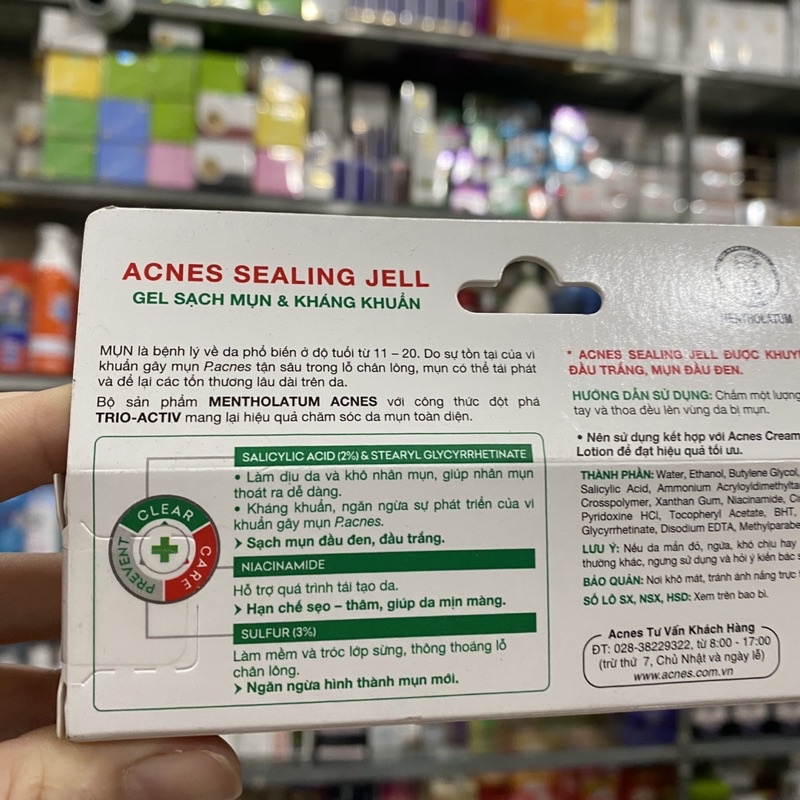 ACNES SEALING JELL
GEL SẠCH MỤN & KHÁNG KHUẨN
MỤN là bệnh lý về da phổ biến ở độ tuổi từ 11 – 20. Do sự tồn tại của vi
khuẩn gây mụn P.acnes tận sâu trong lỗ chân lông, mụn có thể tái phát
và để lại các tổn thương lâu dài trên da.
Bộ sản phẩm MENTHOLATUM ACNES với công thức đột phá
TRIO-ACTIV mang lại hiệu quả chăm sóc da mụn toàn diện.
CLEAR
CARE
PREVENT
SALICYLIC ACID (2%) & STEARYL GLYCYRRHETINATE
• Làm dịu da và khô nhân mụn, giúp nhân mụn
thoát ra dễ dàng.
• Kháng khuẩn, ngăn ngừa sự phát triển của vi
khuẩn gây mụn P.acnes.
➤ Sạch mụn đầu đen, đầu trắng.
NIACINAMIDE
Hỗ trợ quá trình tái tạo da.
➤ Hạn chế sẹo – thâm, giúp da mịn màng.
SULFUR (3%)
Làm mềm và tróc lớp sừng, thông thoáng lỗ
chân lông.
➤ Ngăn ngừa hình thành mụn mới.
MENTHOLATUM
* ACNES SEALING JELL ĐƯỢC
ĐẦU TRẮNG, MỤN ĐẦU ĐEN.
HƯỚNG DẪN SỬ DỤNG: Chấm một lượng
tay và thoa đều lên vùng da bị mụn.
• Nên sử dụng kết hợp với Acnes Cream
Lotion để đạt hiệu quả tối ưu.
THÀNH PHẦN: Water, Ethanol, Butylene Glycol,
Salicylic Acid, Ammonium
Crosspolymer, Xanthan Gum, Niacinamide,
Pyridoxine HCl, Tocopheryl Acetate, BHT,
Glycyrrhetinate, Disodium EDTA,
LƯU Ý: Nếu da mẩn đỏ, ngứa, khó chịu hay
thường khác, ngưng sử dụng và hỏi ý kiến bác
BẢO QUẢN: Nơi khô mát, tránh ánh nắng trực
SỐ LÔ SX, NSX, HSD: Xem trên bao bì.
Acnes Tư Vấn Khách Hàng
ĐT: 028-38229322, từ 8:00 - 17:00
(trừ thứ 7, Chủ Nhật và ngày lễ)
www.acnes.com.vn